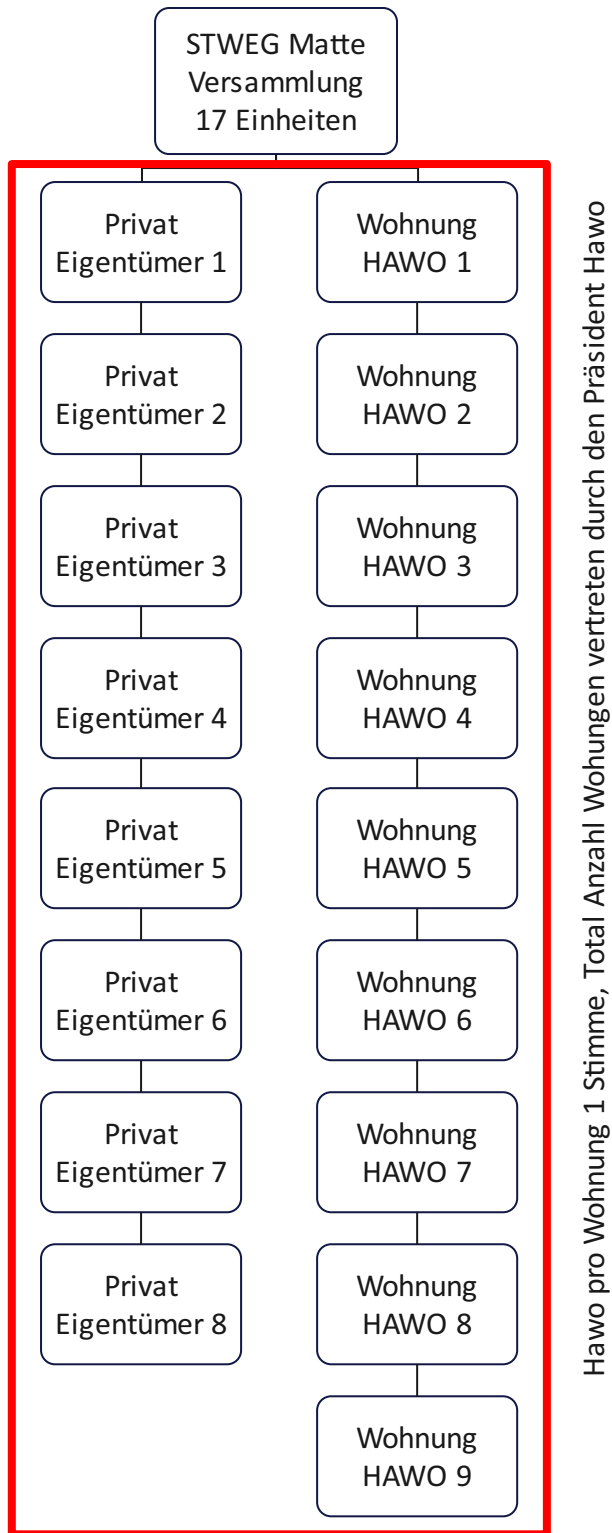 STWEG Matte
Versammlung
17 Einheiten
Privat
Eigentümer 1
Privat
Eigentümer 2
Privat
Eigentümer 3
Privat
Eigentümer 4
Privat
Eigentümer 5
Privat
Eigentümer 6
Privat
Eigentümer 7
Privat
Eigentümer 8
Wohnung
HAWO 1
Wohnung
HAWO 2
Wohnung
HAWO 3
Wohnung
HAWO 4
Wohnung
HAWO 5
Wohnung
HAWO 6
Wohnung
HAWO 7
Wohnung
HAWO 8
Wohnung
HAWO 9
Hawo pro Wohnung 1 Stimme, Total Anzahl Wohungen vertreten durch den Präsident Hawo